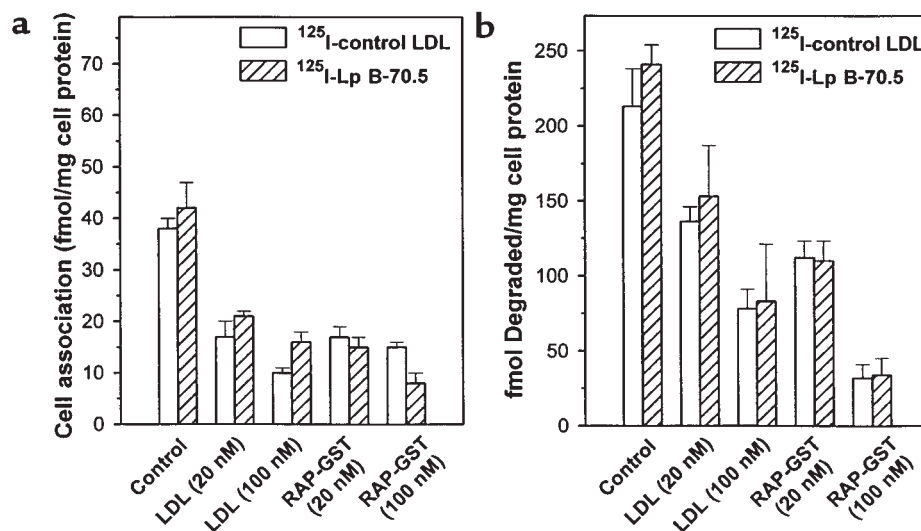 a
¹²⁵I-control LDL
¹²⁵I-Lp B-70.5
Cell association (fmol/mg cell protein)
70
60
50
40
30
20
10
0
Control
LDL (20 nM)
LDL (100 nM)
RAP-GST
(20 nM)
RAP-GST
(100 nM)
b
¹²⁵I-control LDL
¹²⁵I-Lp B-70.5
fmol Degraded/mg cell protein
250
200
150
100
50
0
Control
LDL (20 nM)
LDL (100 nM)
RAP-GST
(20 nM)
RAP-GST
(100 nM)